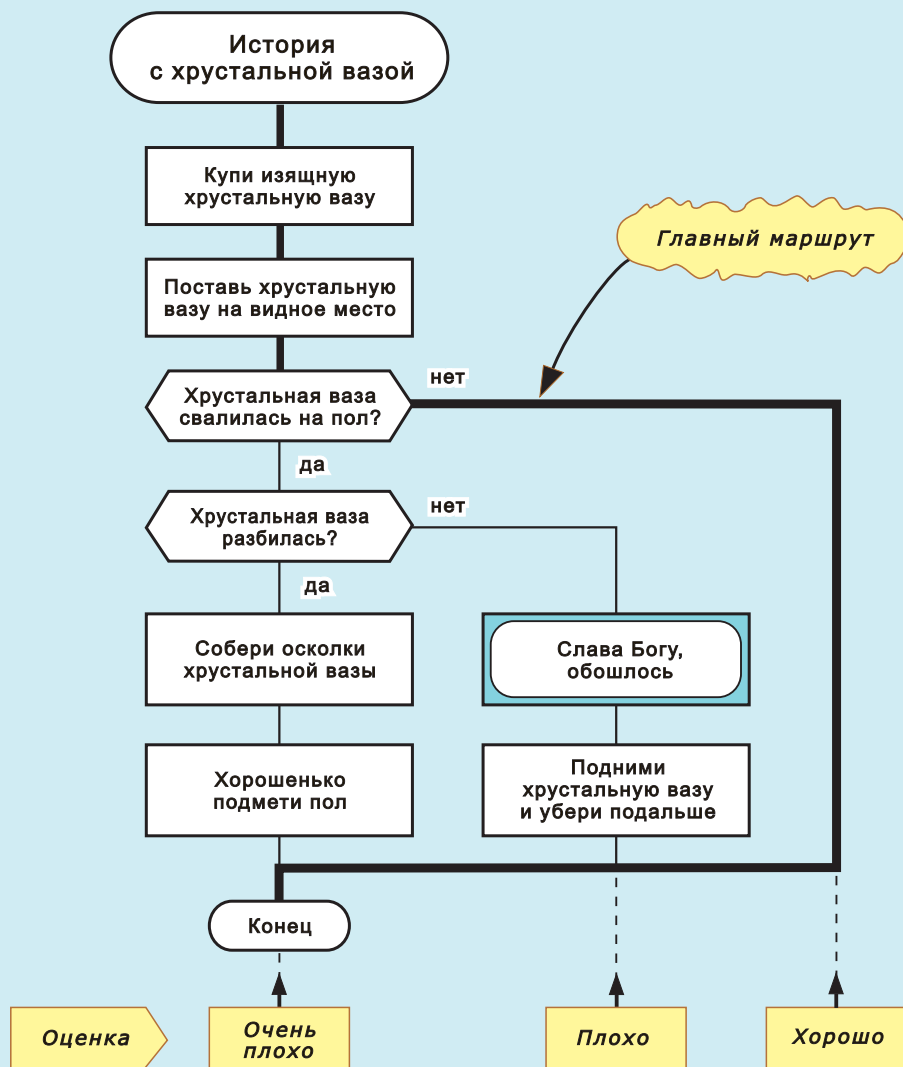 История
с хрустальной вазой
Купи изящную
хрустальную вазу
Главный маршрут
Поставь хрустальную
вазу на видное место
нет
Хрустальная ваза
свалилась на пол?
да
нет
Хрустальная ваза
разбилась?
да
Собери осколки
хрустальной вазы
Слава Богу,
обошлось
Хорошенько
подмети пол
Подними
хрустальную вазу
и убери подальше
Конец
Оценка
Очень
плохо
Плохо
Хорошо